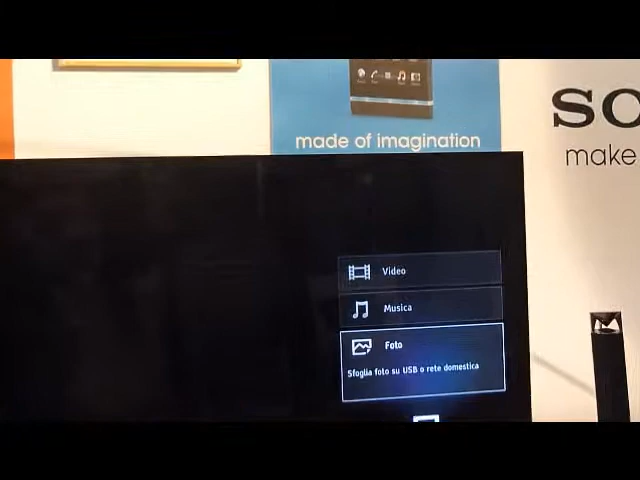 made of imagination
SO
make
Video
Musica
Foto
Sfoglia foto su USB o rete domestica